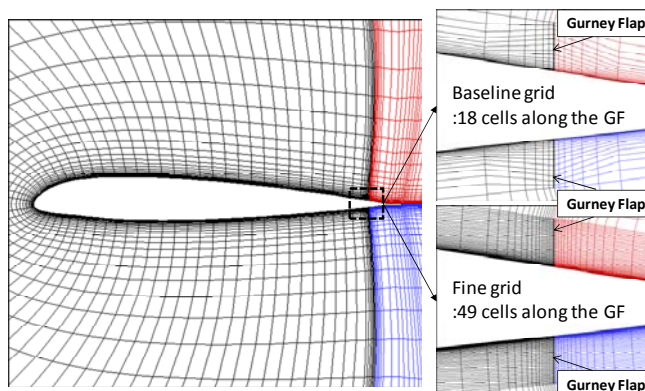 Gurney Flap
Baseline grid
:18 cells along the GF
Gurney Flap
Gurney Flap
Fine grid
:49 cells along the GF
Gurney Flap